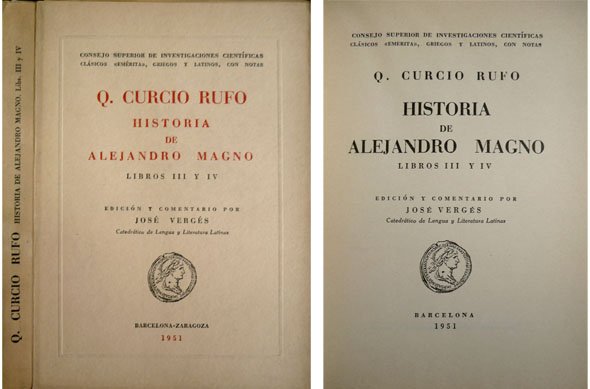 Q. CURCIO RUFO HISTORIA DE ALEJANDRO MAGNO. Libs. III y IV
CONSEJO SUPERIOR DE INVESTIGACIONES CIENTÍFICAS
CLÁSICOS «EMÉRITA», GRIEGOS Y LATINOS, CON NOTAS
Q. CURCIO RUFO
HISTORIA
DE
ALEJANDRO MAGNO
LIBROS III Y IV
EDICIÓN Y COMENTARIO POR
JOSÉ VERGÉS
Catedrático de Lengua y Literatura Latinas
BARCELONA-ZARAGOZA
1951
CONSEJO SUPERIOR DE INVESTIGACIONES CIENTÍFICAS
CLÁSICOS «EMÉRITA», GRIEGOS Y LATINOS, CON NOTAS
Q. CURCIO RUFO
HISTORIA
DE
ALEJANDRO MAGNO
LIBROS III Y IV
EDICIÓN Y COMENTARIO POR
JOSÉ VERGÉS
Catedrático de Lengua y Literatura Latinas
BARCELONA
1951